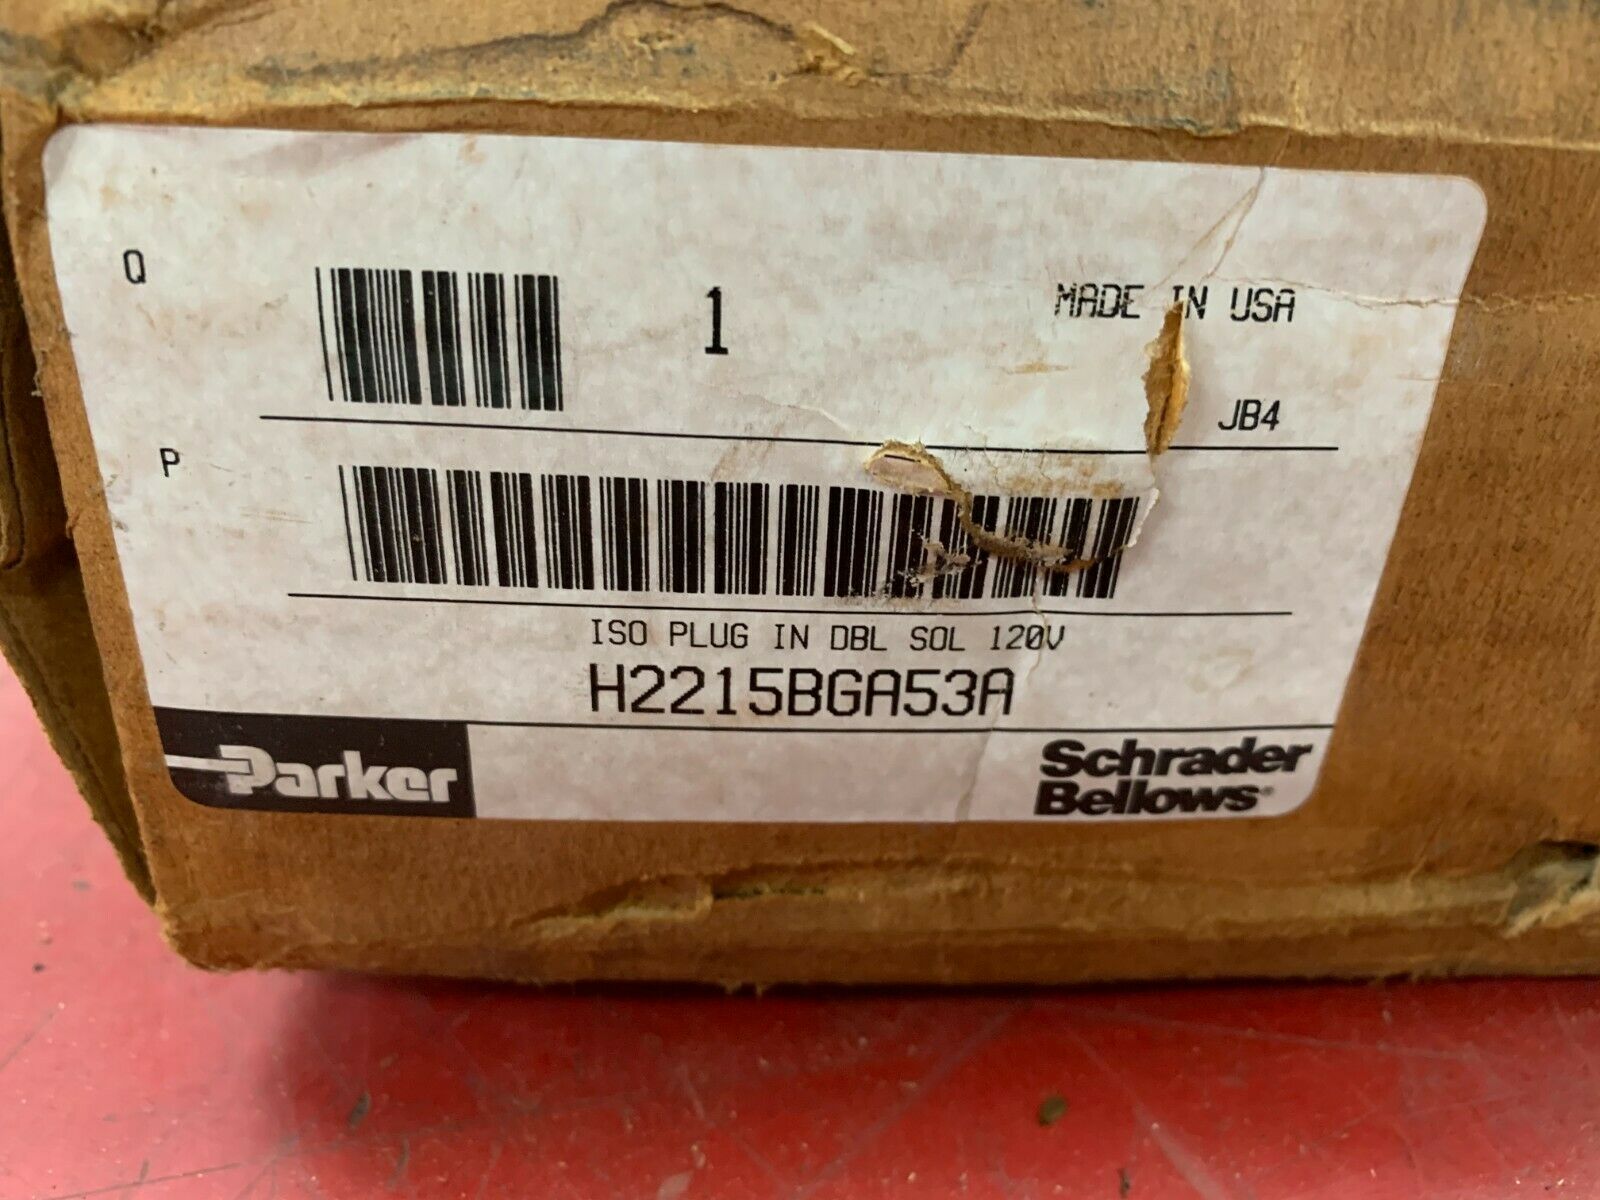 Q
1
MADE IN USA
JB4
P
ISO PLUG IN DBL SOL 120V
H2215BGA53A
Parker
Schrader
Bellows®